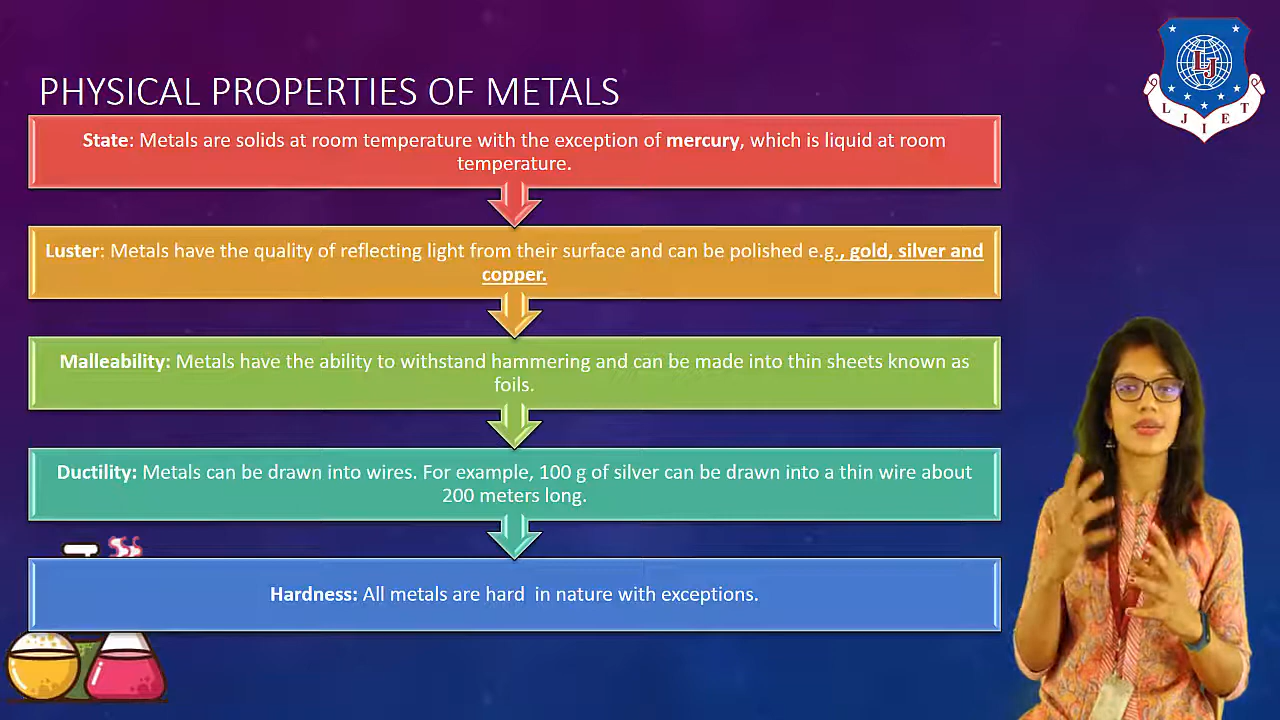 PHYSICAL PROPERTIES OF METALS
State: Metals are solids at room temperature with the exception of mercury, which is liquid at room
temperature.
Luster: Metals have the quality of reflecting light from their surface and can be polished e.g., gold, silver and
copper.
Malleability: Metals have the ability to withstand hammering and can be made into thin sheets known as
foils.
Ductility: Metals can be drawn into wires. For example, 100 g of silver can be drawn into a thin wire about
200 meters long.
Hardness: All metals are hard  in nature with exceptions.
LJ
L J I E T